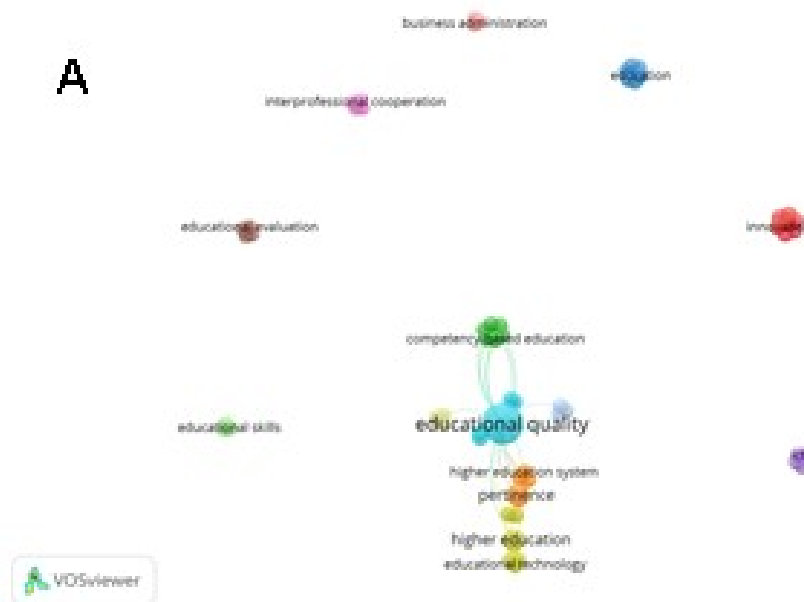 business administration
A
education
interprofessional cooperation
educational evaluation
competency based education
educational skills
educational quality
higher education system
pertinence
higher education
educational technology
VOSviewer